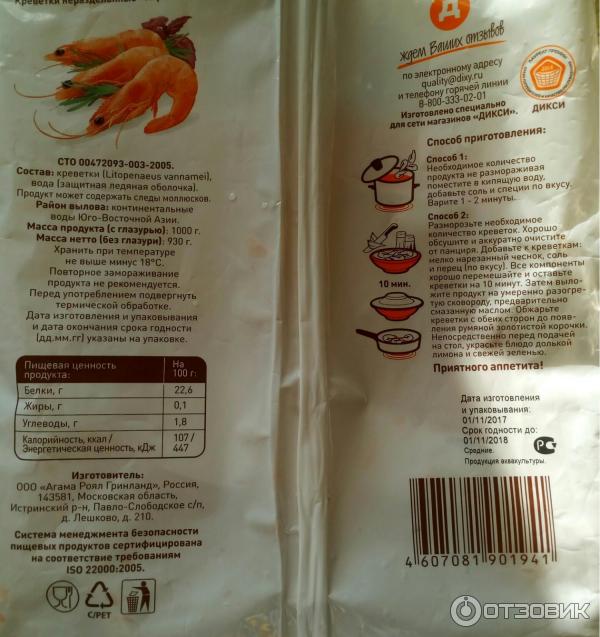 Креветки неразделанные
СТО 00472093-003-2005.
Состав: креветки (Litopenaeus vannamei),
вода (защитная ледяная оболочка).
Продукт может содержать следы моллюсков.
Район вылова: континентальные
воды Юго-Восточной Азии.
Масса продукта (с глазурью): 1000 г.
Масса нетто (без глазури): 930 г.
Хранить при температуре
не выше минус 18°С.
Повторное замораживание
продукта не рекомендуется.
Перед употреблением подвергнуть
термической обработке.
Дата изготовления и упаковывания
и дата окончания срока годности
(дд.мм.гг) указаны на упаковке.
Пищевая ценность продукта: На 100 г:
Белки, г 22,6
Жиры, г 0,1
Углеводы, г 1,8
Калорийность, ккал / 107/
Энергетическая ценность, кДж 447
Изготовитель:
ООО «Агама Роял Гринланд», Россия,
143581, Московская область,
Истринский р-н, Павло-Слободское с/п,
д. Лешково, д. 210.
Система менеджмента безопасности
пищевых продуктов сертифицирована
на соответствие требованиям
ISO 22000:2005.
C/PET
Д
ждем Ваших отзывов
по электронному адресу
quality@dixy.ru
и телефону горячей линии
8-800-333-02-01
Изготовлено специально
для сети магазинов «ДИКСИ».
ДИКСИ
Способ приготовления:
Способ 1:
Необходимое количество
продукта не размораживая
поместите в кипящую воду,
добавьте соль и специи по вкусу.
Варите 1 - 2 минуты.
Способ 2:
Разморозьте необходимое
количество креветок. Хорошо
обсушите и аккуратно очистите
от панциря. Добавьте к креветкам:
мелко нарезанный чеснок, соль
и перец (по вкусу). Все компоненты
хорошо перемешайте и оставьте
креветки на 10 минут. Затем выло-
жите продукт на умеренно разогре-
тую сковороду, предварительно
смазанную маслом. Обжарьте
креветки с обеих сторон до появ-
ления румяной золотистой корочки.
Непосредственно перед подачей
на стол, украсьте блюдо долькой
лимона и свежей зеленью.
10 мин.
Приятного аппетита!
Дата изготовления
и упаковывания:
01/11/2017
Срок годности до:
01/11/2018
Средние.
Продукция аквакультуры.
4 607081 901941
ОТЗОВИК